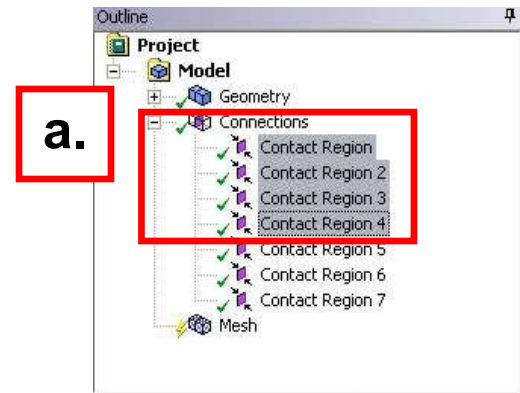 Outline
Project
Model
Geometry
a.
Connections
Contact Region
Contact Region 2
Contact Region 3
Contact Region 4
Contact Region 5
Contact Region 6
Contact Region 7
Mesh